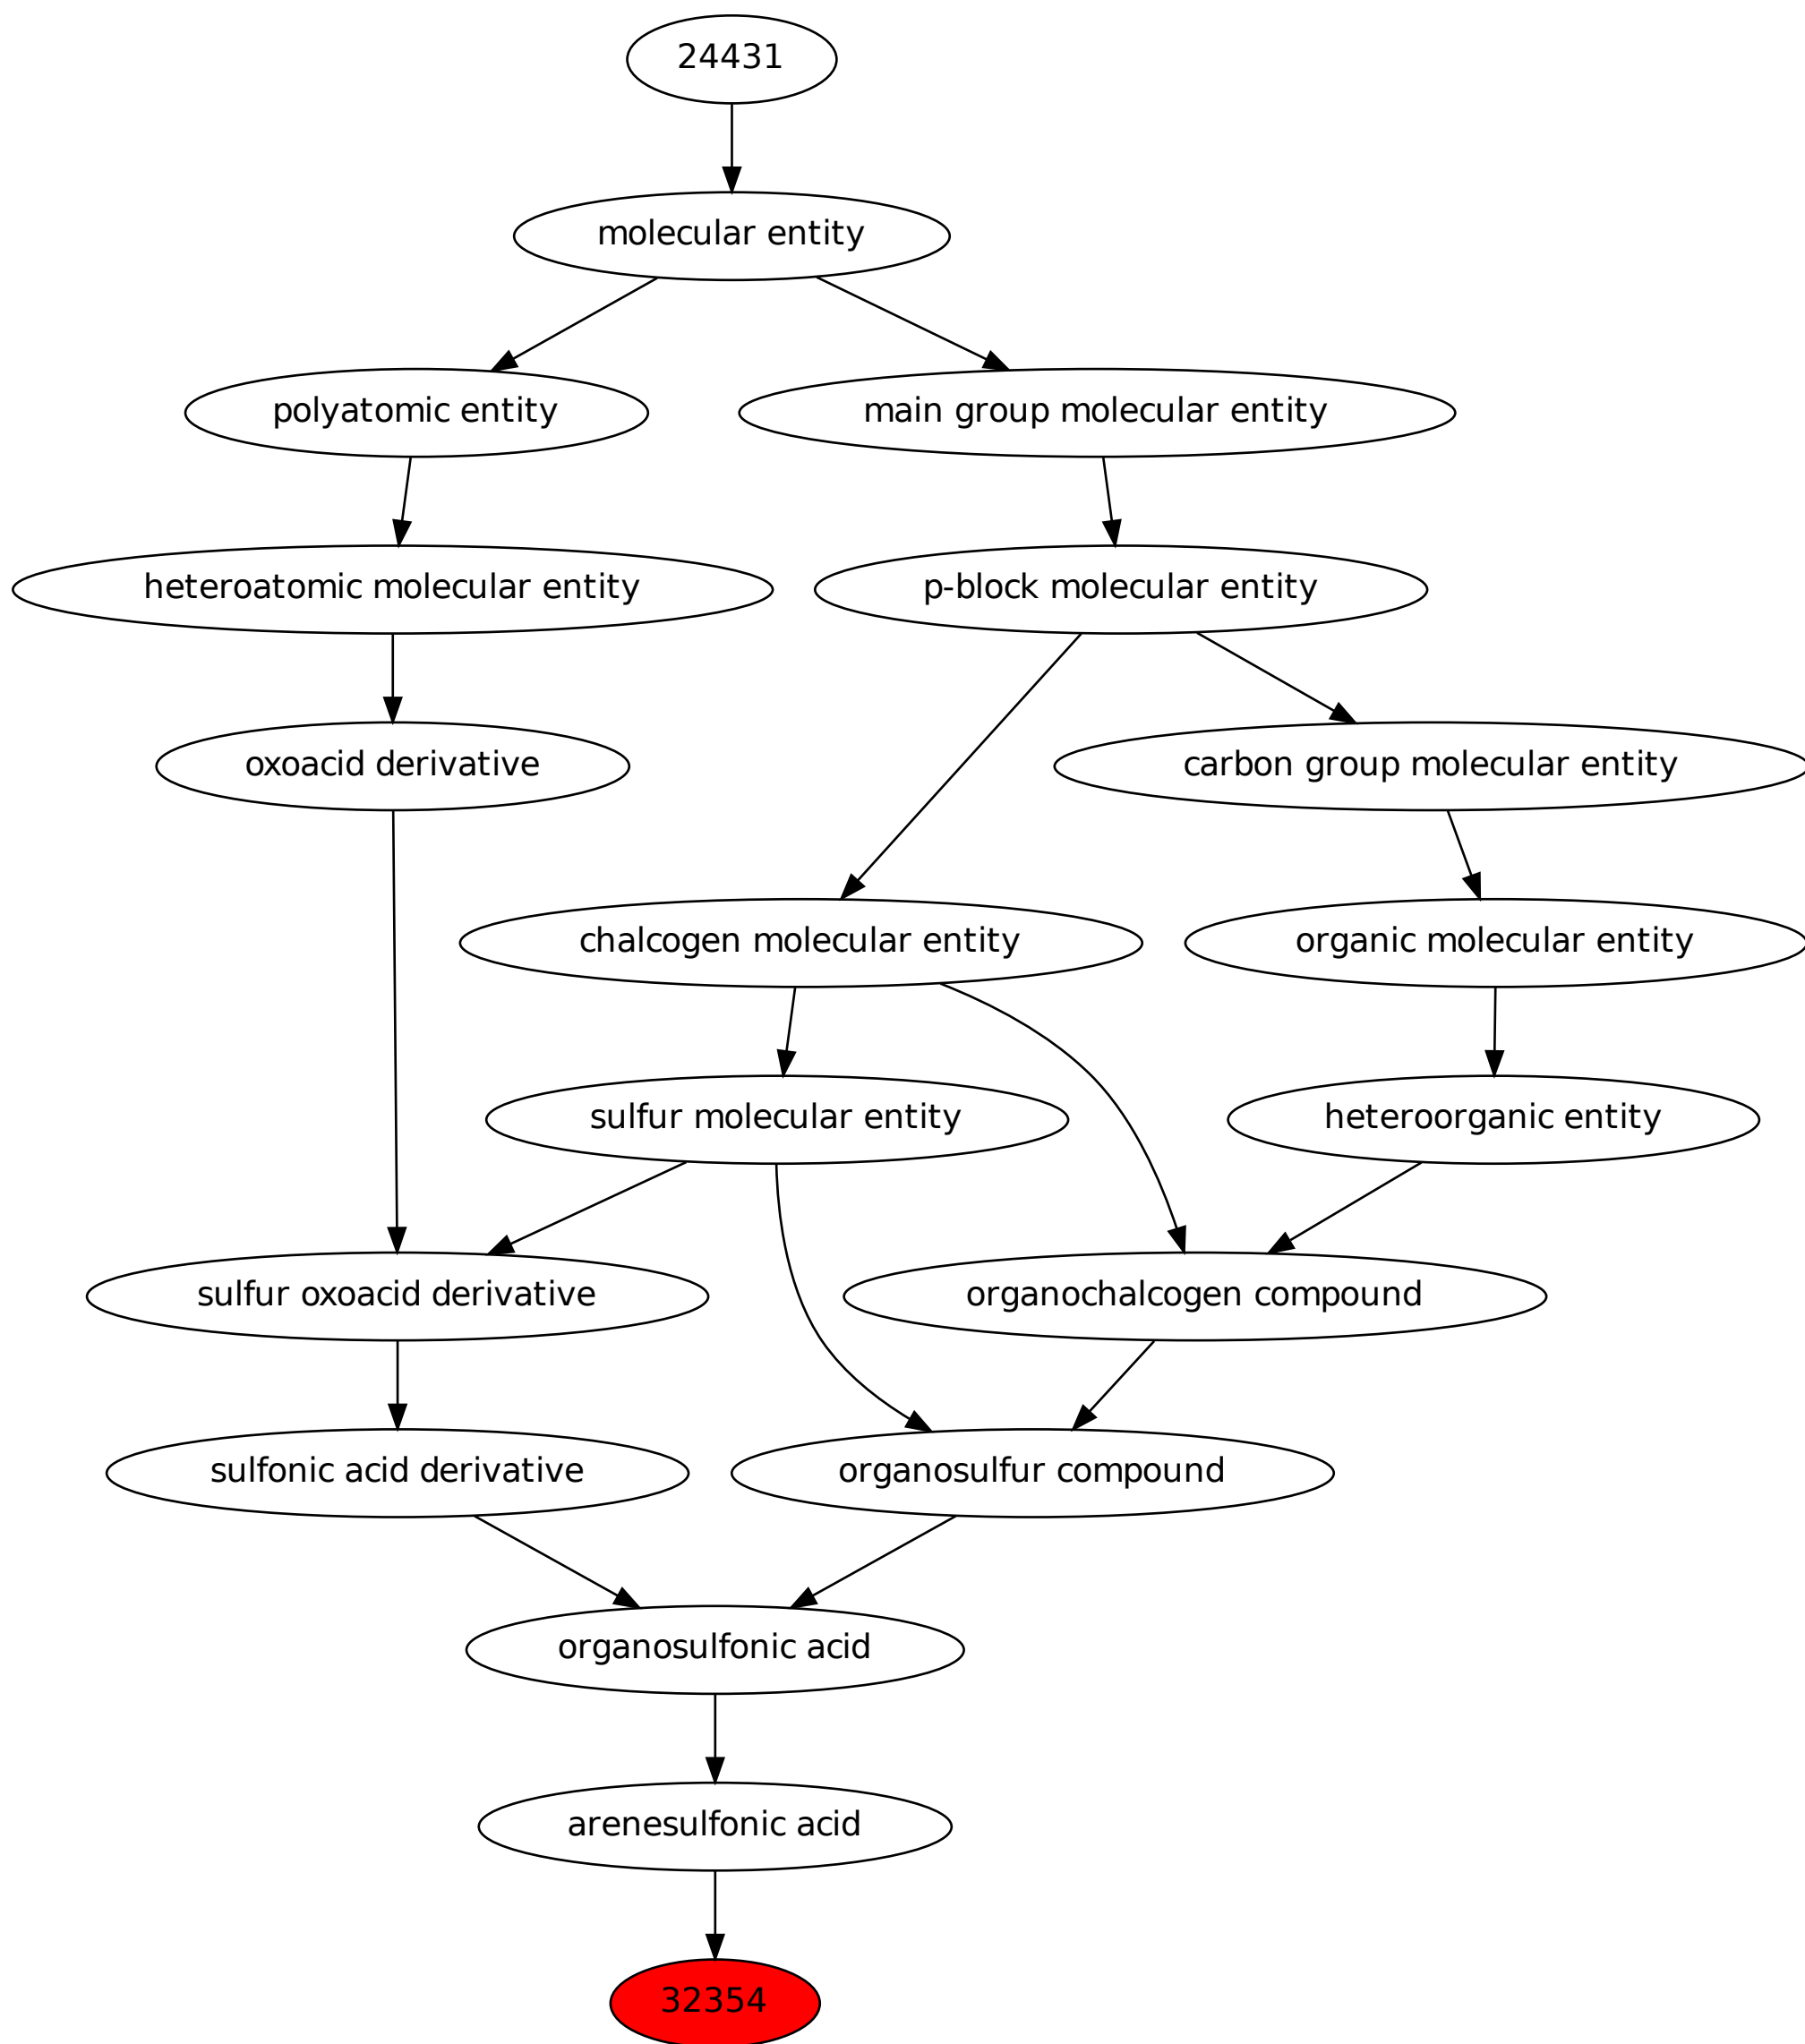 24431
molecular entity
polyatomic entity
main group molecular entity
heteroatomic molecular entity
p-block molecular entity
oxoacid derivative
carbon group molecular entity
chalcogen molecular entity
organic molecular entity
sulfur molecular entity
heteroorganic entity
sulfur oxoacid derivative
organochalcogen compound
sulfonic acid derivative
organosulfur compound
organosulfonic acid
arenesulfonic acid
32354